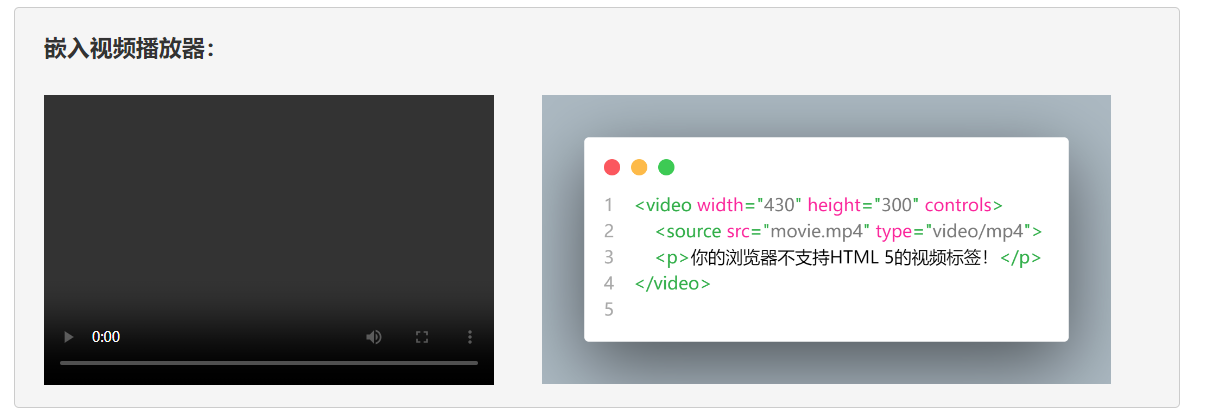 嵌入视频播放器：
0:00
1 <video width="430" height="300" controls>
2 <source src="movie.mp4" type="video/mp4">
3 <p>你的浏览器不支持HTML 5的视频标签！</p>
4 </video>
5